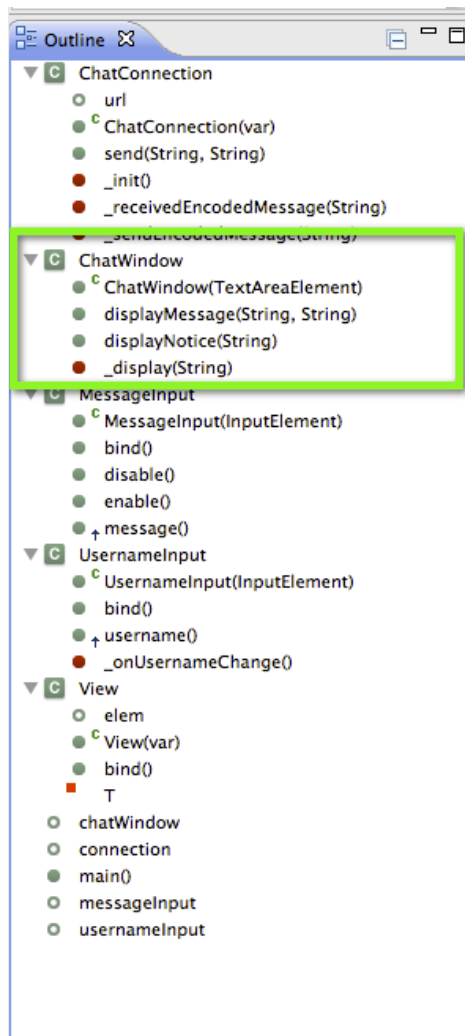 Outline
C ChatConnection
url
C ChatConnection(var)
send(String, String)
_init()
_receivedEncodedMessage(String)
_sendEncodedMessage(String)
C ChatWindow
C ChatWindow(TextAreaElement)
displayMessage(String, String)
displayNotice(String)
_display(String)
C MessageInput
C MessageInput(InputElement)
bind()
disable()
enable()
message()
C UsernameInput
C UsernameInput(InputElement)
bind()
username()
_onUsernameChange()
C View
elem
C View(var)
bind()
T
chatWindow
connection
main()
messageInput
usernameInput